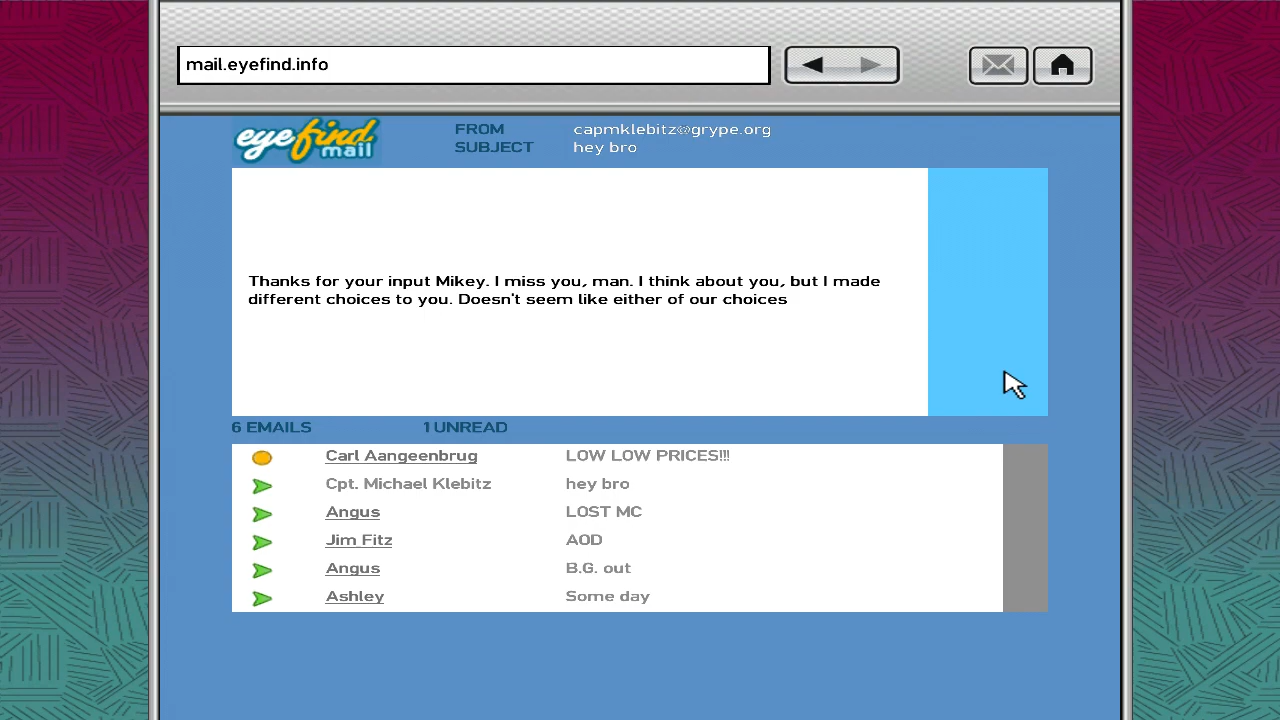 mail.eyefind.info
eyefind mail
FROM capmklebitz@grype.org
SUBJECT hey bro
Thanks for your input Mikey. I miss you, man. I think about you, but I made
different choices to you. Doesn't seem like either of our choices
6 EMAILS 1 UNREAD
Carl Aangeenbrug LOW LOW PRICES!!!
Cpt. Michael Klebitz hey bro
Angus LOST MC
Jim Fitz AOD
Angus B.G. out
Ashley Some day